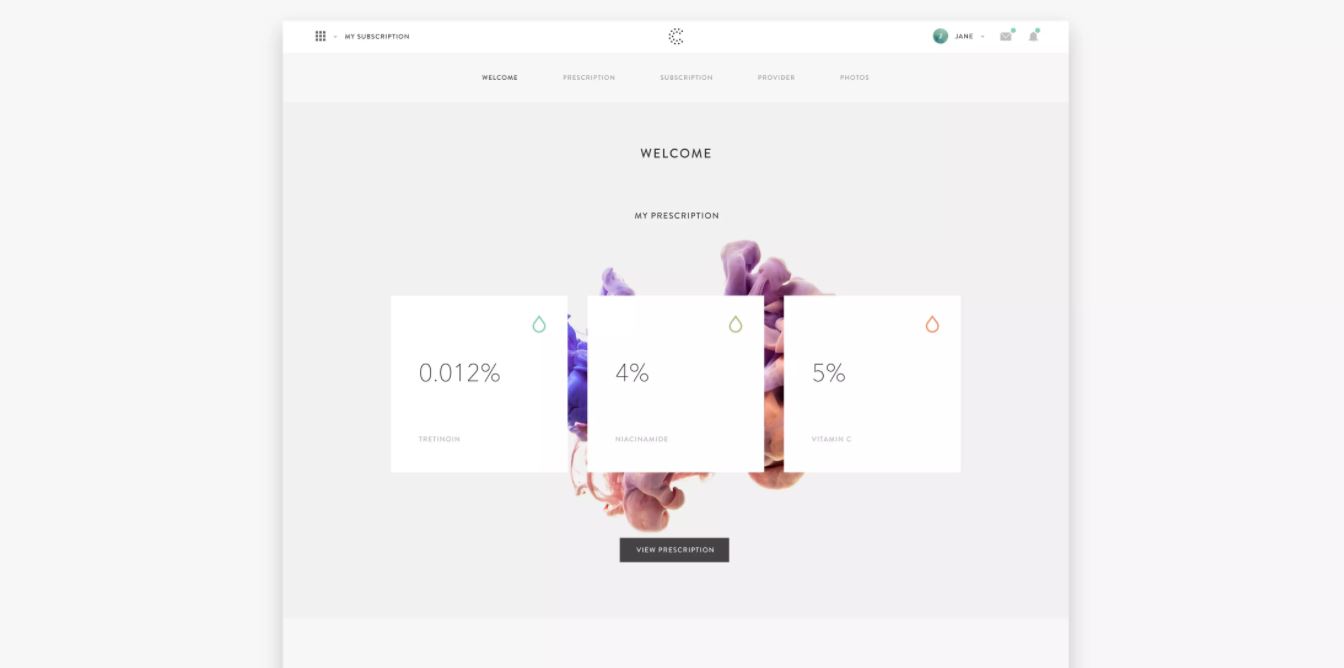 MY SUBSCRIPTION
JANE
WELCOME PRESCRIPTION SUBSCRIPTION PROVIDER PHOTOS
WELCOME
MY PRESCRIPTION
0.012% 4% 5%
TRETINOIN NIACINAMIDE VITAMIN C
VIEW PRESCRIPTION